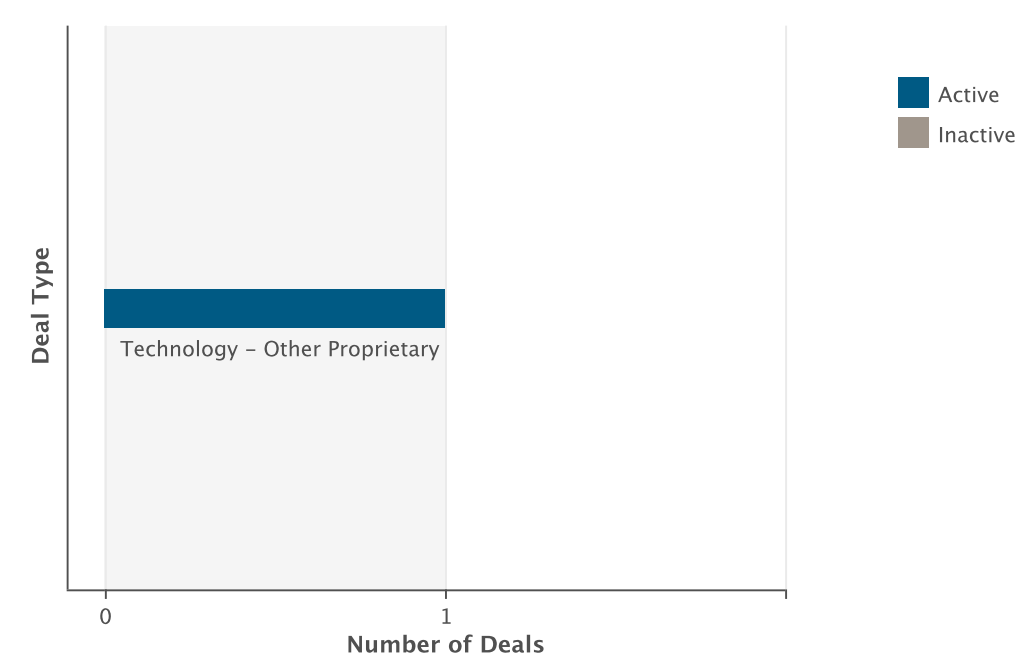 Deal Type
Active
Inactive
Technology – Other Proprietary
0
1
Number of Deals